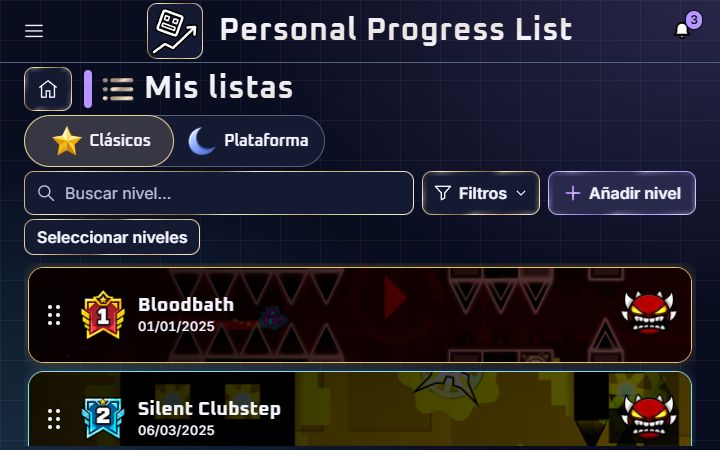 Personal Progress List
3
Mis listas
Clásicos
Plataforma
Buscar nivel...
Filtros
Añadir nivel
Seleccionar niveles
1
Bloodbath
01/01/2025
2
Silent Clubstep
06/03/2025